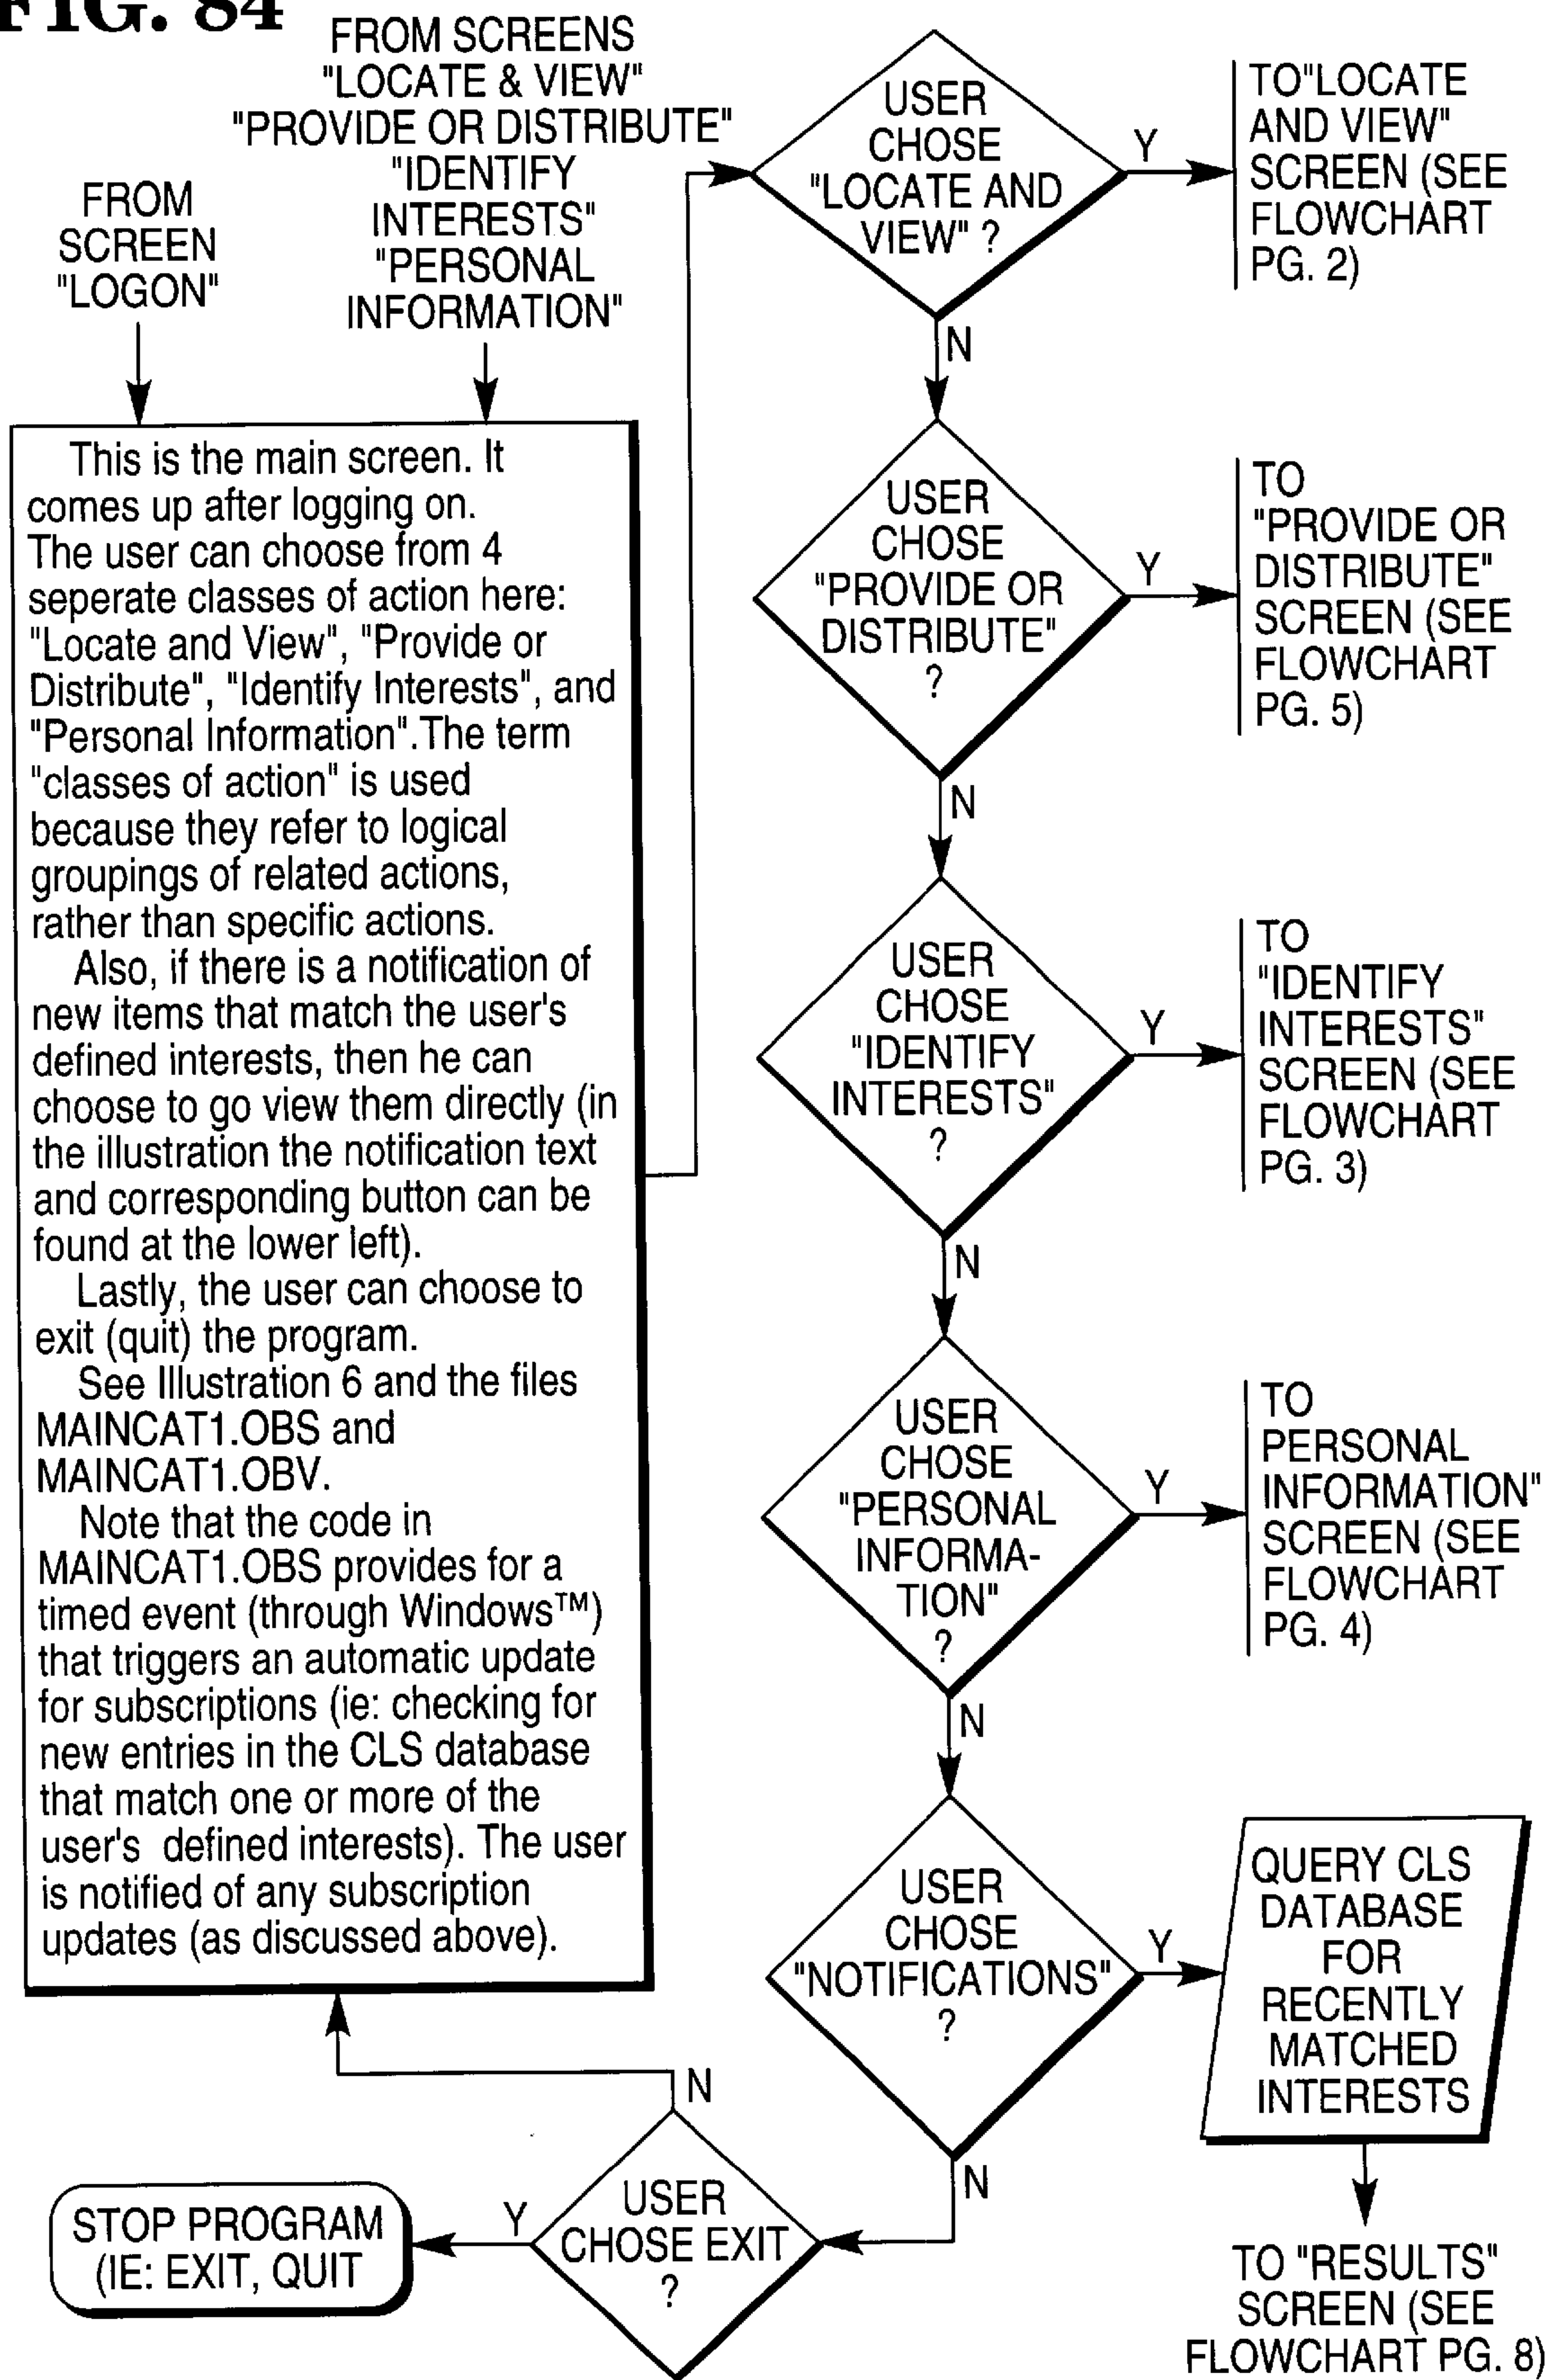 FIG. 84
FROM SCREENS
"LOCATE & VIEW"
"PROVIDE OR DISTRIBUTE"
"IDENTIFY
INTERESTS"
"PERSONAL
INFORMATION"
FROM
SCREEN
"LOGON"
This is the main screen. It
comes up after logging on.
The user can choose from 4
seperate classes of action here:
"Locate and View", "Provide or
Distribute", "Identify Interests", and
"Personal Information".The term
"classes of action" is used
because they refer to logical
groupings of related actions,
rather than specific actions.
Also, if there is a notification of
new items that match the user's
defined interests, then he can
choose to go view them directly (in
the illustration the notification text
and corresponding button can be
found at the lower left).
Lastly, the user can choose to
exit (quit) the program.
See Illustration 6 and the files
MAINCAT1.OBS and
MAINCAT1.OBV.
Note that the code in
MAINCAT1.OBS provides for a
timed event (through Windows™)
that triggers an automatic update
for subscriptions (ie: checking for
new entries in the CLS database
that match one or more of the
user's defined interests). The user
is notified of any subscription
updates (as discussed above).
USER
CHOSE
"LOCATE AND
VIEW" ?
Y
TO"LOCATE
AND VIEW"
SCREEN (SEE
FLOWCHART
PG. 2)
N
USER
CHOSE
"PROVIDE OR
DISTRIBUTE"
?
Y
TO
"PROVIDE OR
DISTRIBUTE"
SCREEN (SEE
FLOWCHART
PG. 5)
N
USER
CHOSE
"IDENTIFY
INTERESTS"
?
Y
TO
"IDENTIFY
INTERESTS"
SCREEN (SEE
FLOWCHART
PG. 3)
N
USER
CHOSE
"PERSONAL
INFORMA-
TION"
?
Y
TO
PERSONAL
INFORMATION"
SCREEN (SEE
FLOWCHART
PG. 4)
N
USER
CHOSE
"NOTIFICATIONS"
?
Y
QUERY CLS
DATABASE
FOR
RECENTLY
MATCHED
INTERESTS
TO "RESULTS"
SCREEN (SEE
FLOWCHART PG. 8)
N
USER
CHOSE EXIT
?
N
Y
STOP PROGRAM
(IE: EXIT, QUIT